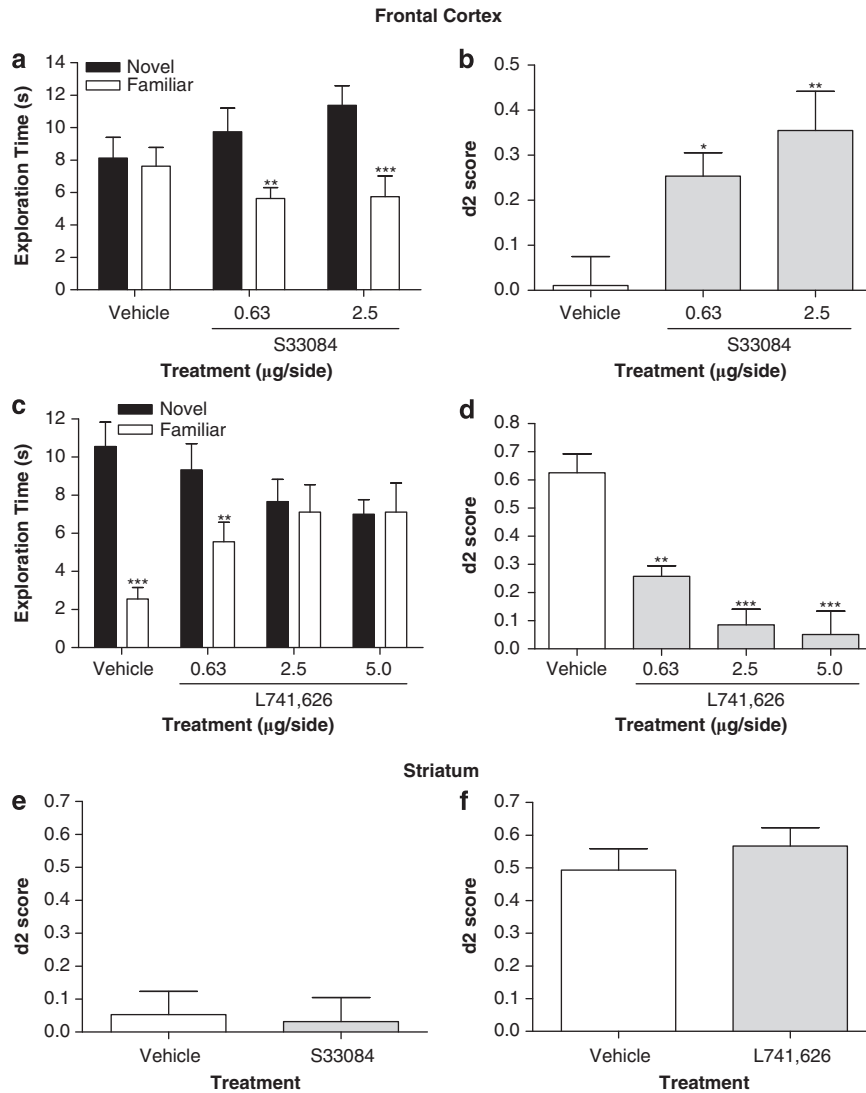 Frontal Cortex
a
Novel
Familiar
14
12
10
8
6
4
2
0
Exploration Time (s)
**
***
Vehicle 0.63 2.5
S33084
Treatment (µg/side)
b
0.5
0.4
0.3
0.2
0.1
0.0
d2 score
*
**
Vehicle 0.63 2.5
S33084
Treatment (µg/side)
c
Novel
Familiar
12
10
8
6
4
2
0
Exploration Time (s)
***
**
Vehicle 0.63 2.5 5.0
L741,626
Treatment (µg/side)
d
0.8
0.7
0.6
0.5
0.4
0.3
0.2
0.1
0.0
d2 score
**
***
***
Vehicle 0.63 2.5 5.0
L741,626
Treatment (µg/side)
Striatum
e
0.7
0.6
0.5
0.4
0.3
0.2
0.1
0.0
d2 score
Vehicle S33084
Treatment
f
0.7
0.6
0.5
0.4
0.3
0.2
0.1
0.0
d2 score
Vehicle L741,626
Treatment